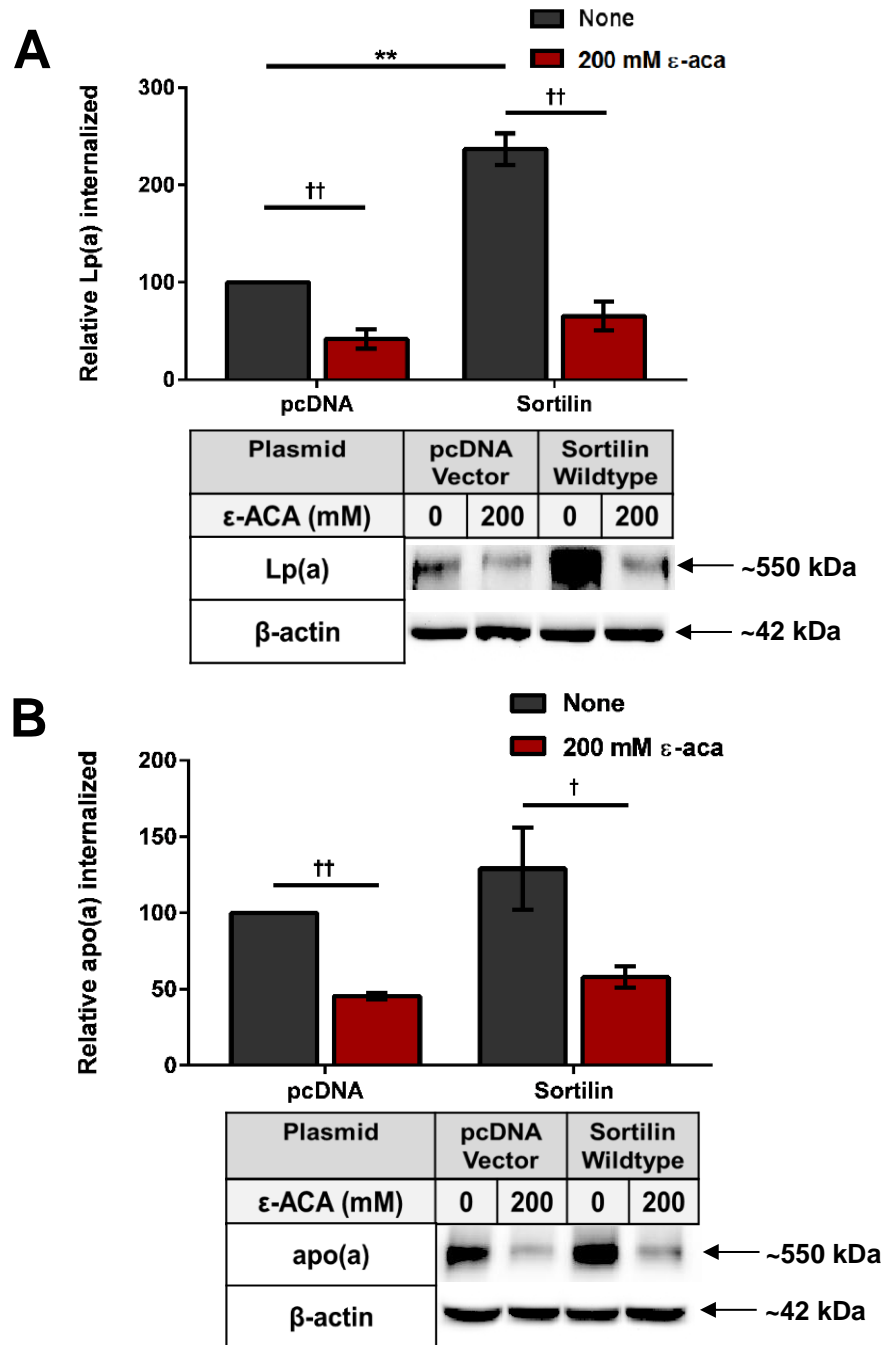 A
None
200 mM ε-aca
**
††
††
Relative Lp(a) internalized
300
200
100
0
pcDNA
Sortilin
Plasmid
pcDNA Vector
Sortilin Wildtype
ε-ACA (mM)
0
200
0
200
Lp(a)
~550 kDa
β-actin
~42 kDa
B
None
200 mM ε-aca
†
††
Relative apo(a) internalized
200
150
100
50
0
pcDNA
Sortilin
Plasmid
pcDNA Vector
Sortilin Wildtype
ε-ACA (mM)
0
200
0
200
apo(a)
~550 kDa
β-actin
~42 kDa